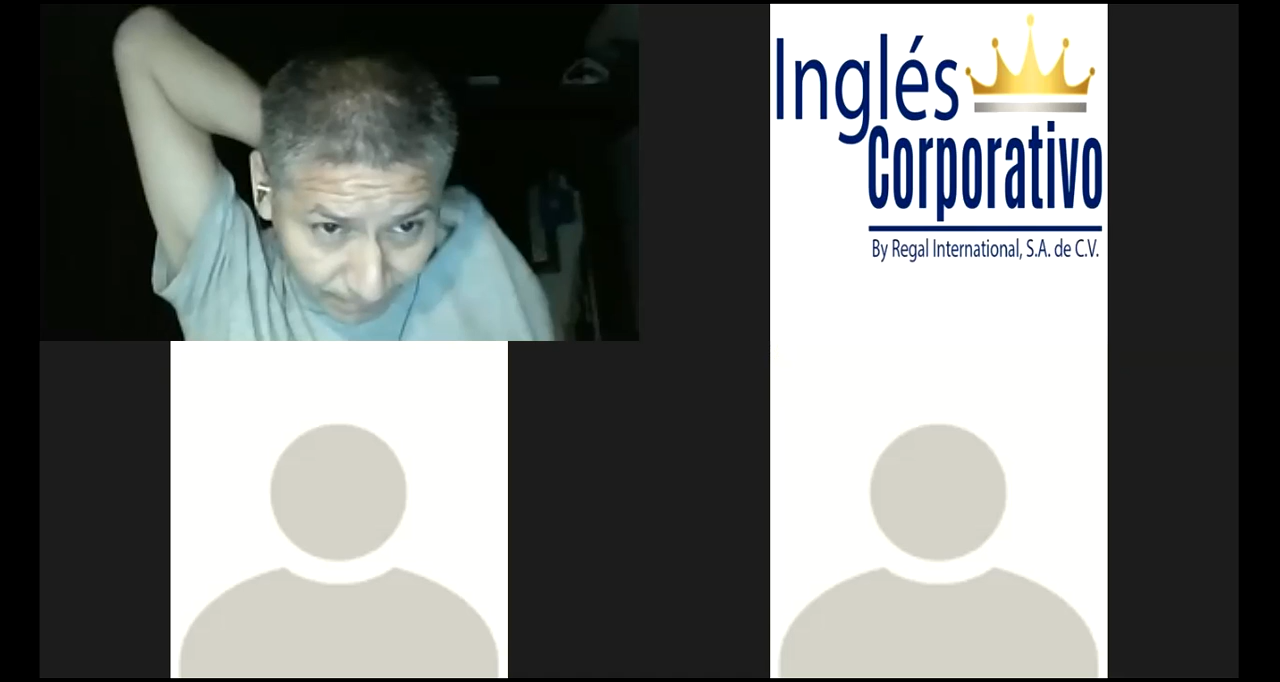 Inglés
Corporativo
By Regal International, S.A. de C.V.